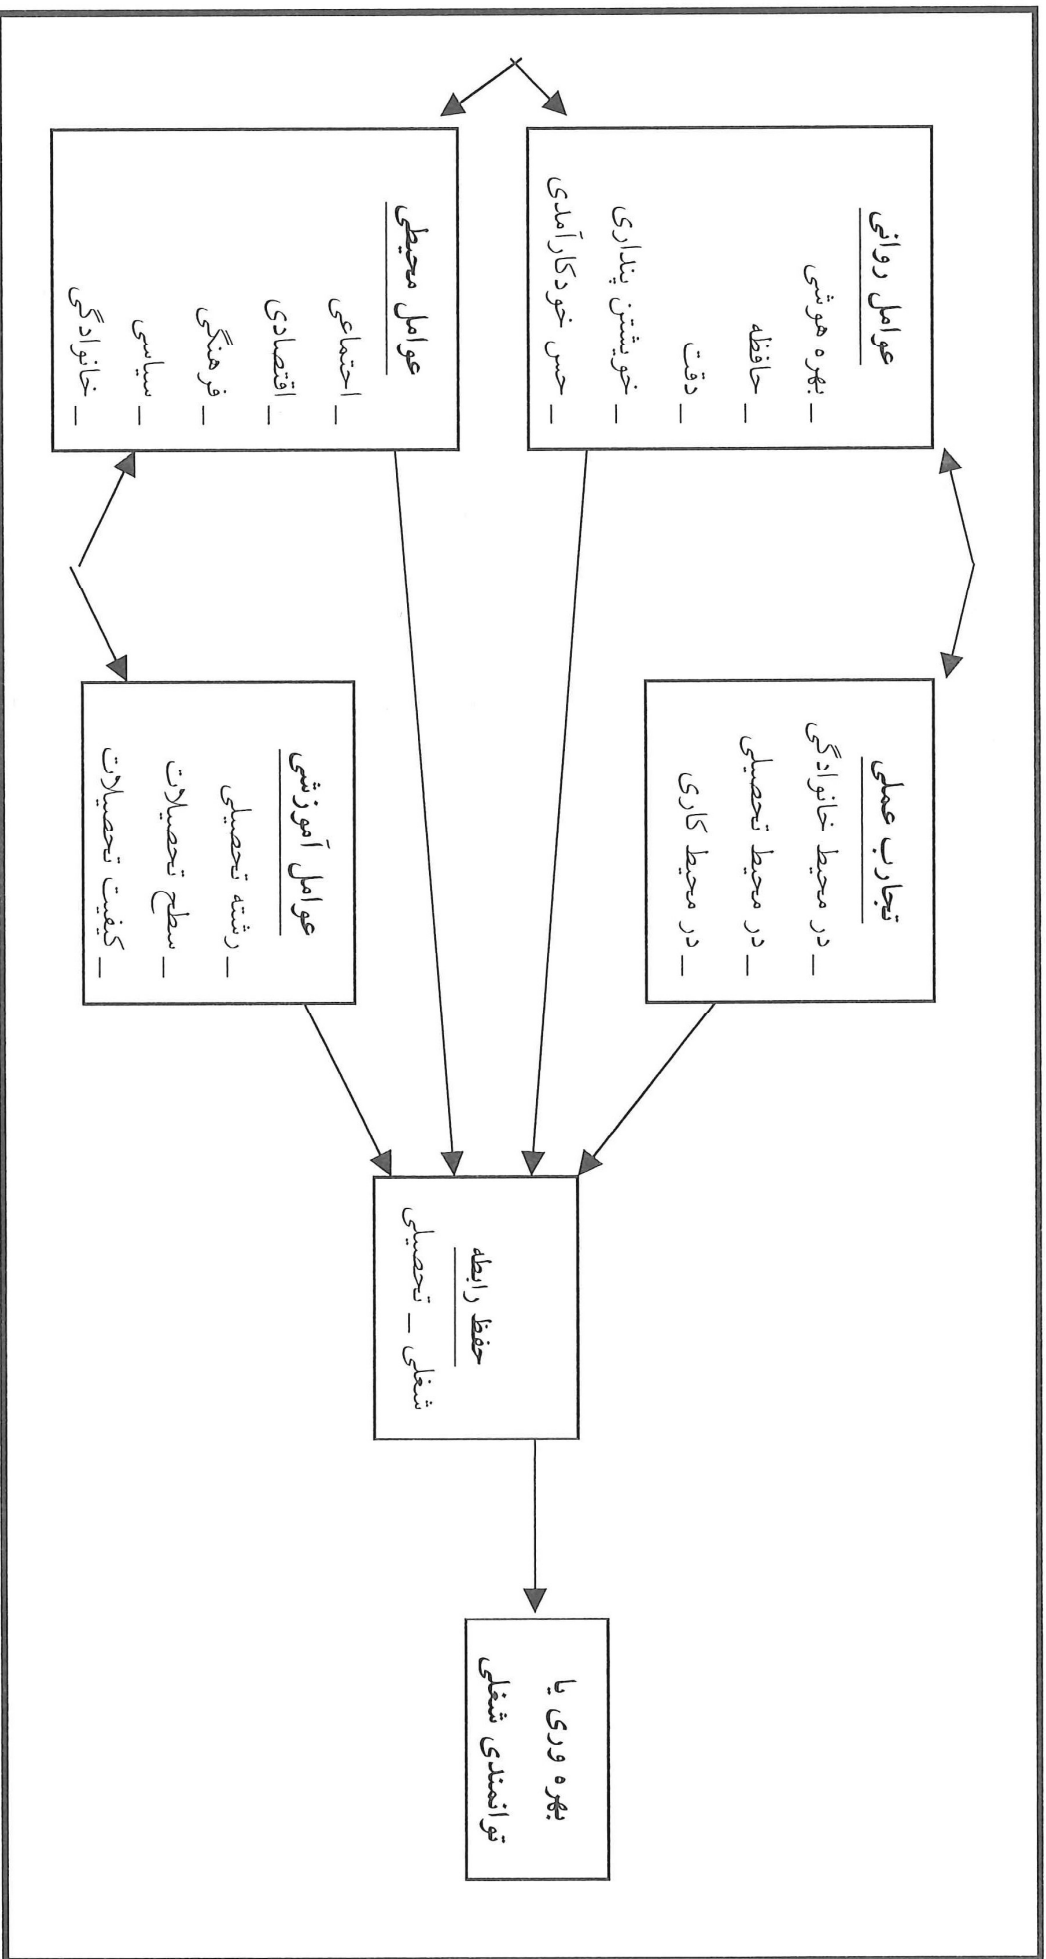 عوامل روانی
_ بهره هوشی
_ حافظه
_ دقت
_ خویشتن پنداری
_ حس خودکارآمدی
تجارب عملی
_ در محیط خانوادگی
_ در محیط تحصیلی
_ در محیط کاری
عوامل محیطی
_ اجتماعی
_ اقتصادی
_ فرهنگی
_ سیاسی
_ خانوادگی
عوامل آموزشی
_ رشته تحصیلی
_ سطح تحصیلات
_ کیفیت تحصیلات
حفظ رابطه
شغلی _ تحصیلی
بهره وری یا
توانمندی شغلی